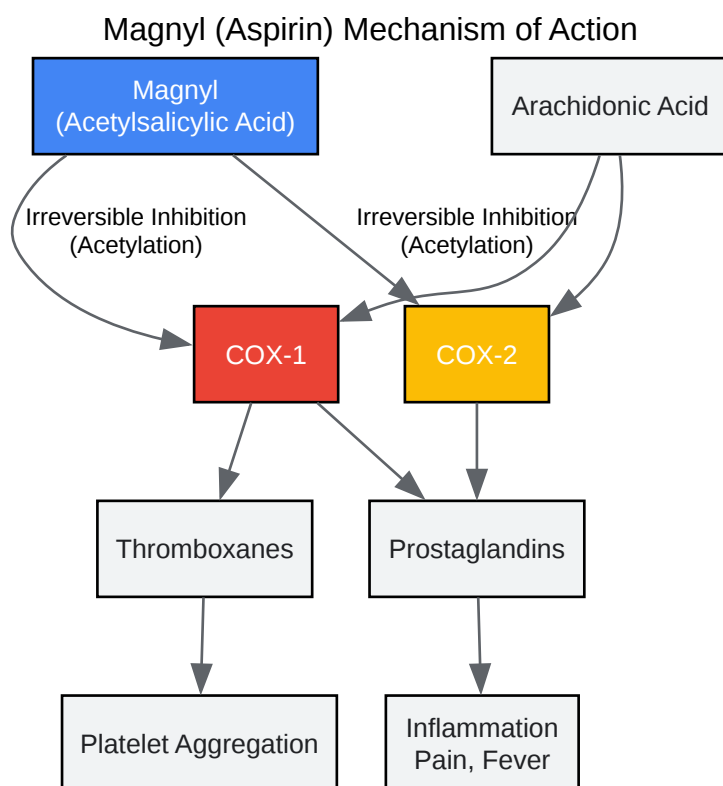 Magnyl (Aspirin) Mechanism of Action
Magnyl
(Acetylsalicylic Acid)
Arachidonic Acid
Irreversible Inhibition
(Acetylation)
Irreversible Inhibition
(Acetylation)
COX-1
COX-2
Thromboxanes
Prostaglandins
Platelet Aggregation
Inflammation
Pain, Fever